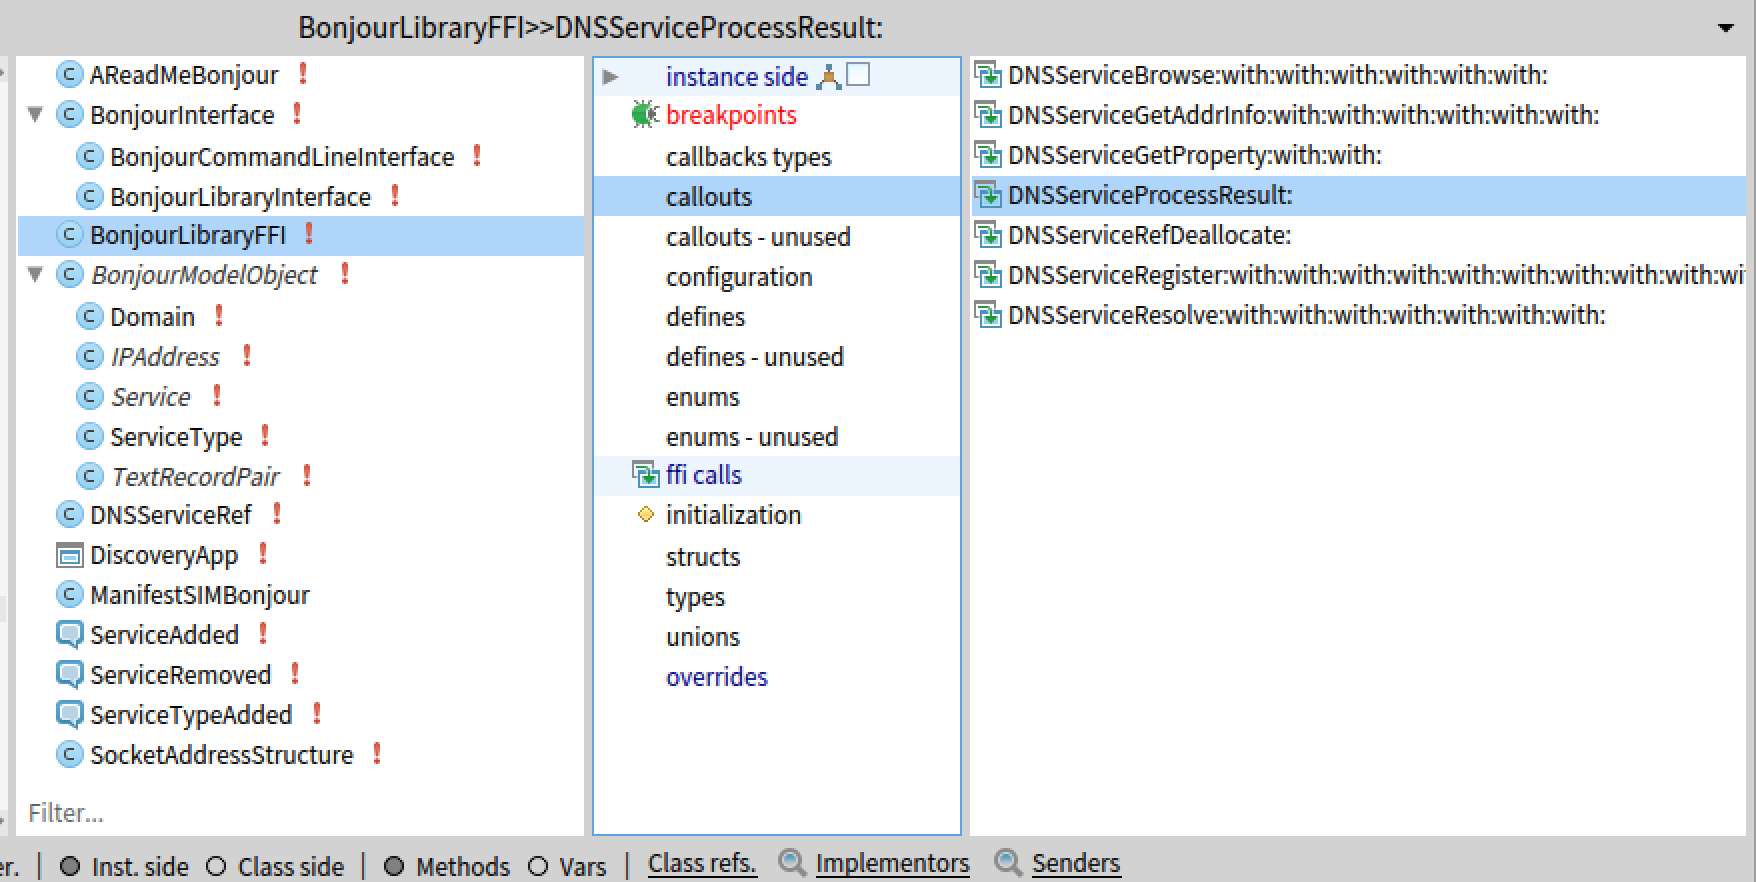 BonjourLibraryFFI>>DNSServiceProcessResult:
AReadMeBonjour !
BonjourInterface !
BonjourCommandLineInterface !
BonjourLibraryInterface !
BonjourLibraryFFI !
BonjourModelObject !
Domain !
IPAddress !
Service !
ServiceType !
TextRecordPair !
DNSServiceRef !
DiscoveryApp !
ManifestSIMBonjour
ServiceAdded !
ServiceRemoved !
ServiceTypeAdded !
SocketAddressStructure !
Filter...
instance side
breakpoints
callbacks types
callouts
callouts - unused
configuration
defines
defines - unused
enums
enums - unused
ffi calls
initialization
structs
types
unions
overrides
DNSServiceBrowse:with:with:with:with:with:
DNSServiceGetAddrInfo:with:with:with:with:with:with:
DNSServiceGetProperty:with:with:
DNSServiceProcessResult:
DNSServiceRefDeallocate:
DNSServiceRegister:with:with:with:with:with:with:with:with:wi
DNSServiceResolve:with:with:with:with:with:with:with:
er. | Inst. side Class side | Methods Vars | Class refs. Implementors Senders